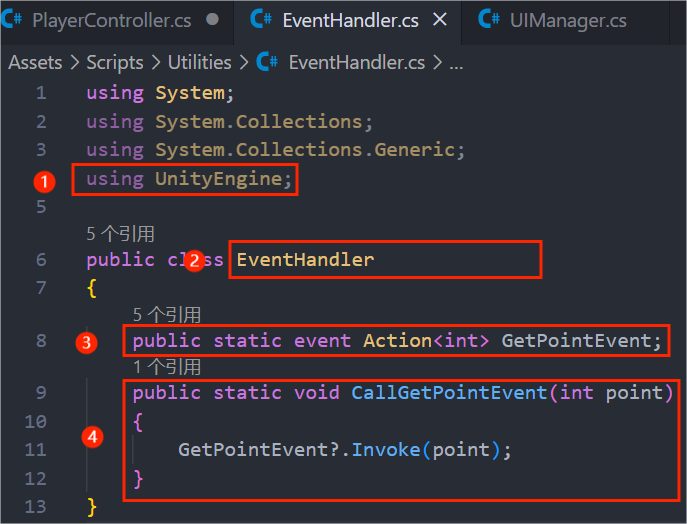 PlayerController.cs
EventHandler.cs
UIManager.cs
Assets > Scripts > Utilities > C# EventHandler.cs > ...
1 using System;
2 using System.Collections;
3 using System.Collections.Generic;
1 4 using UnityEngine;
5
5 个引用
6 public class 2 EventHandler
7 {
5 个引用
3 8 public static event Action<int> GetPointEvent;
1 个引用
9 public static void CallGetPointEvent(int point)
4 10 {
11 GetPointEvent?.Invoke(point);
12 }
13 }